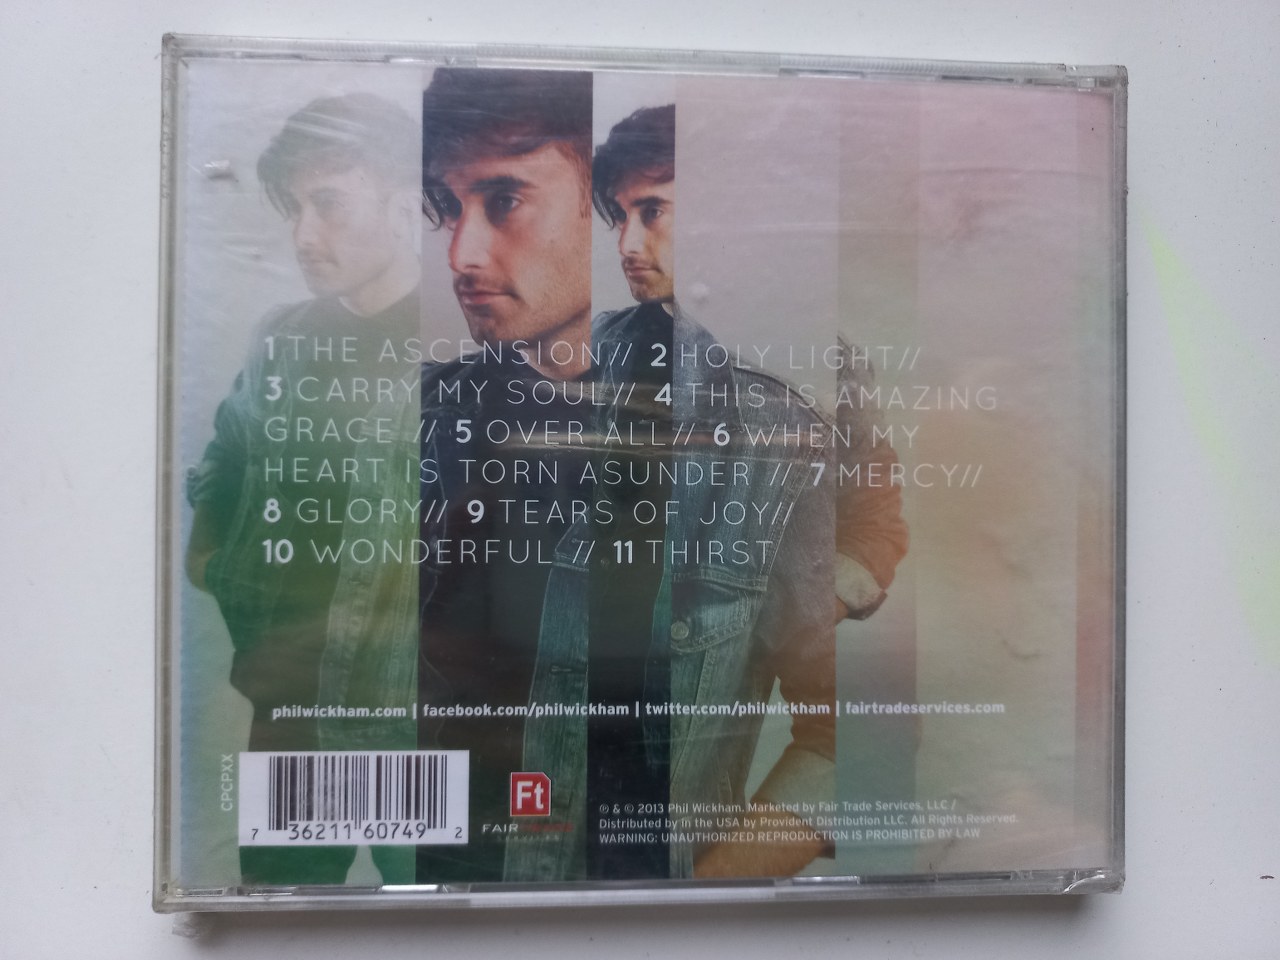 1 THE ASCENSION// 2 HOLY LIGHT//
3 CARRY MY SOUL// 4 THIS IS AMAZING
GRACE // 5 OVER ALL// 6 WHEN MY
HEART IS TORN ASUNDER // 7 MERCY//
8 GLORY// 9 TEARS OF JOY//
10 WONDERFUL // 11 THIRST
philwickham.com | facebook.com/philwickham | twitter.com/philwickham | fairtradeservices.com
CPCPXX
7 36211 60749 2
Ft
FAIR TRADE
SERVICES
℗ & © 2013 Phil Wickham. Marketed by Fair Trade Services, LLC /
Distributed by in the USA by Provident Distribution LLC. All Rights Reserved.
WARNING: UNAUTHORIZED REPRODUCTION IS PROHIBITED BY LAW